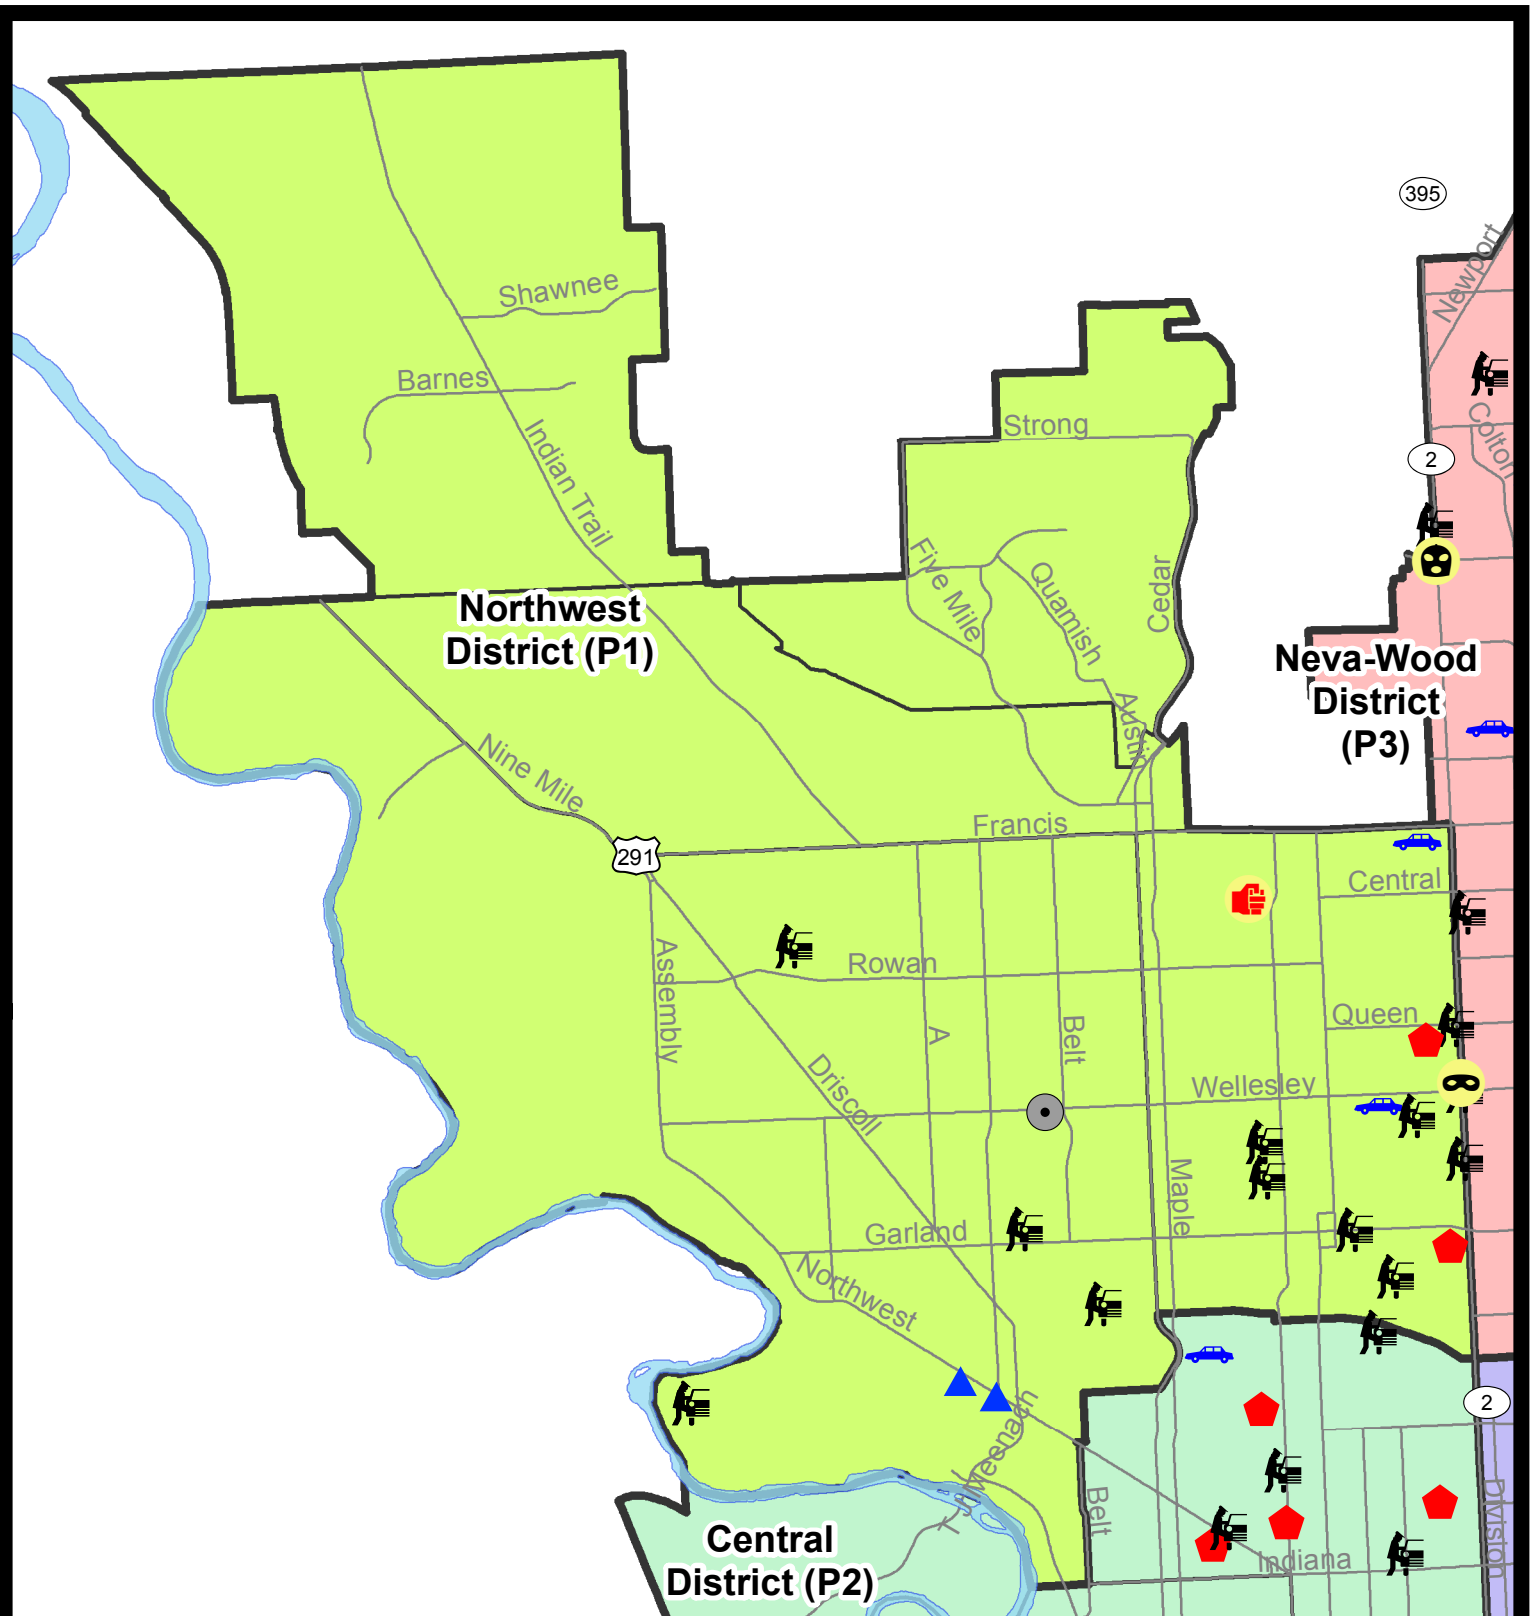 395
Newport
Shawnee
Barnes
Colton
Strong
Indian Trail
2
Five Mile
Quamish
Cedar
Northwest
District (P1)
Neva-Wood
District
(P3)
Austin
Nine Mile
Francis
291
Central
Assembly
Rowan
Queen
A
Belt
Driscoll
Wellesley
Maple
Garland
Northwest
2
T J Meenach
Belt
Division
Central
District (P2)
Indiana